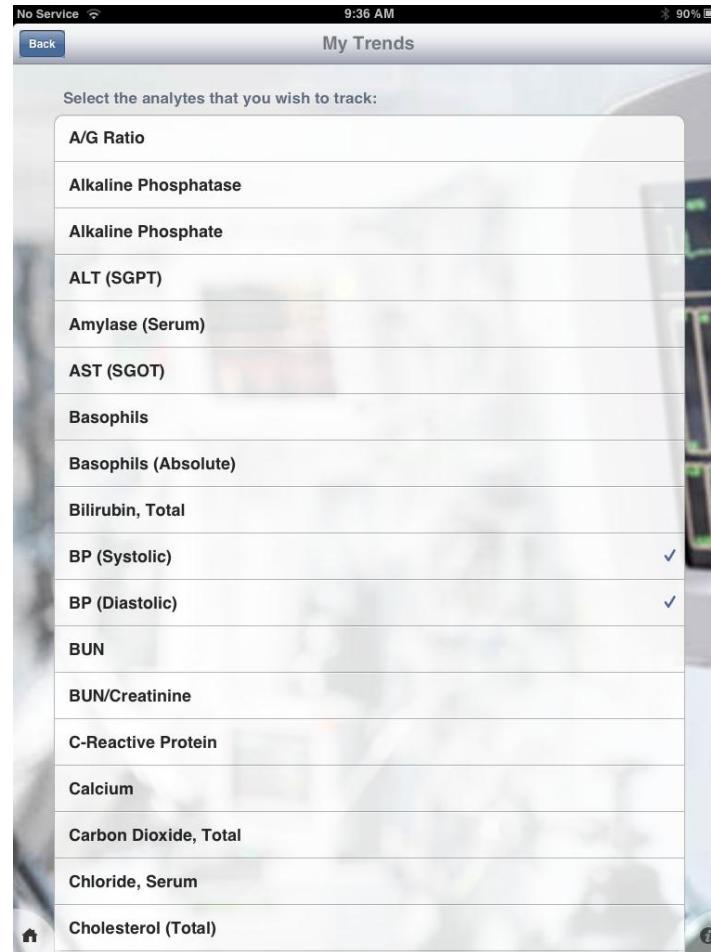 No Service 9:36 AM 90%
Back My Trends
Select the analytes that you wish to track:
A/G Ratio
Alkaline Phosphatase
Alkaline Phosphate
ALT (SGPT)
Amylase (Serum)
AST (SGOT)
Basophils
Basophils (Absolute)
Bilirubin, Total
BP (Systolic)
BP (Diastolic)
BUN
BUN/Creatinine
C-Reactive Protein
Calcium
Carbon Dioxide, Total
Chloride, Serum
Cholesterol (Total)